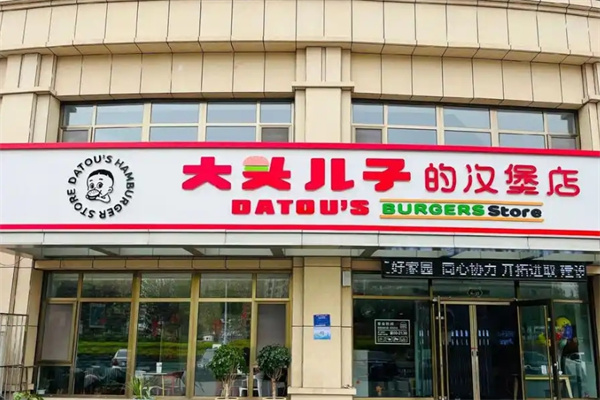 DATOU'S HAMBURGER STORE
大头儿子的汉堡店
DATOU'S BURGERS Store
好家园 同心协力 开拓进取 建设